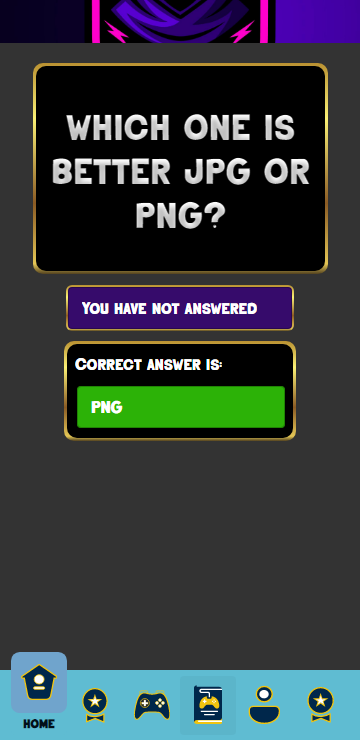 WHICH ONE IS
BETTER JPG OR
PNG?
YOU HAVE NOT ANSWERED
CORRECT ANSWER IS:
PNG
HOME